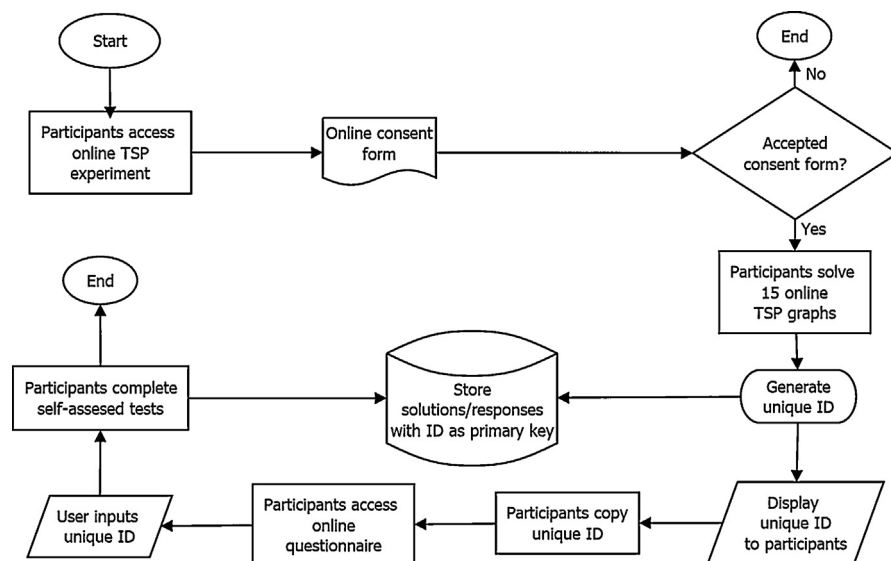 Start
Participants access
online TSP
experiment
Online consent
form
Accepted
consent form?
No
End
Yes
Participants solve
15 online
TSP graphs
Generate
unique ID
Store
solutions/responses
with ID as primary key
Display
unique ID
to participants
Participants copy
unique ID
Participants access
online
questionnaire
User inputs
unique ID
Participants complete
self-assesed tests
End